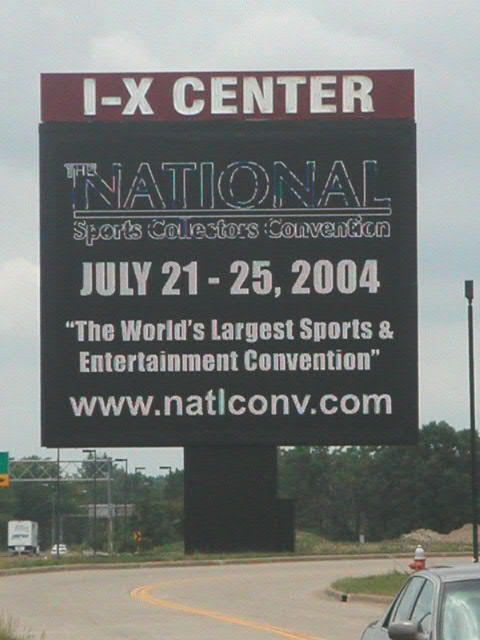 I-X CENTER
THE
NATIONAL
Sports Collectors Convention
JULY 21 - 25, 2004
“The World's Largest Sports &
Entertainment Convention”
www.natlconv.com